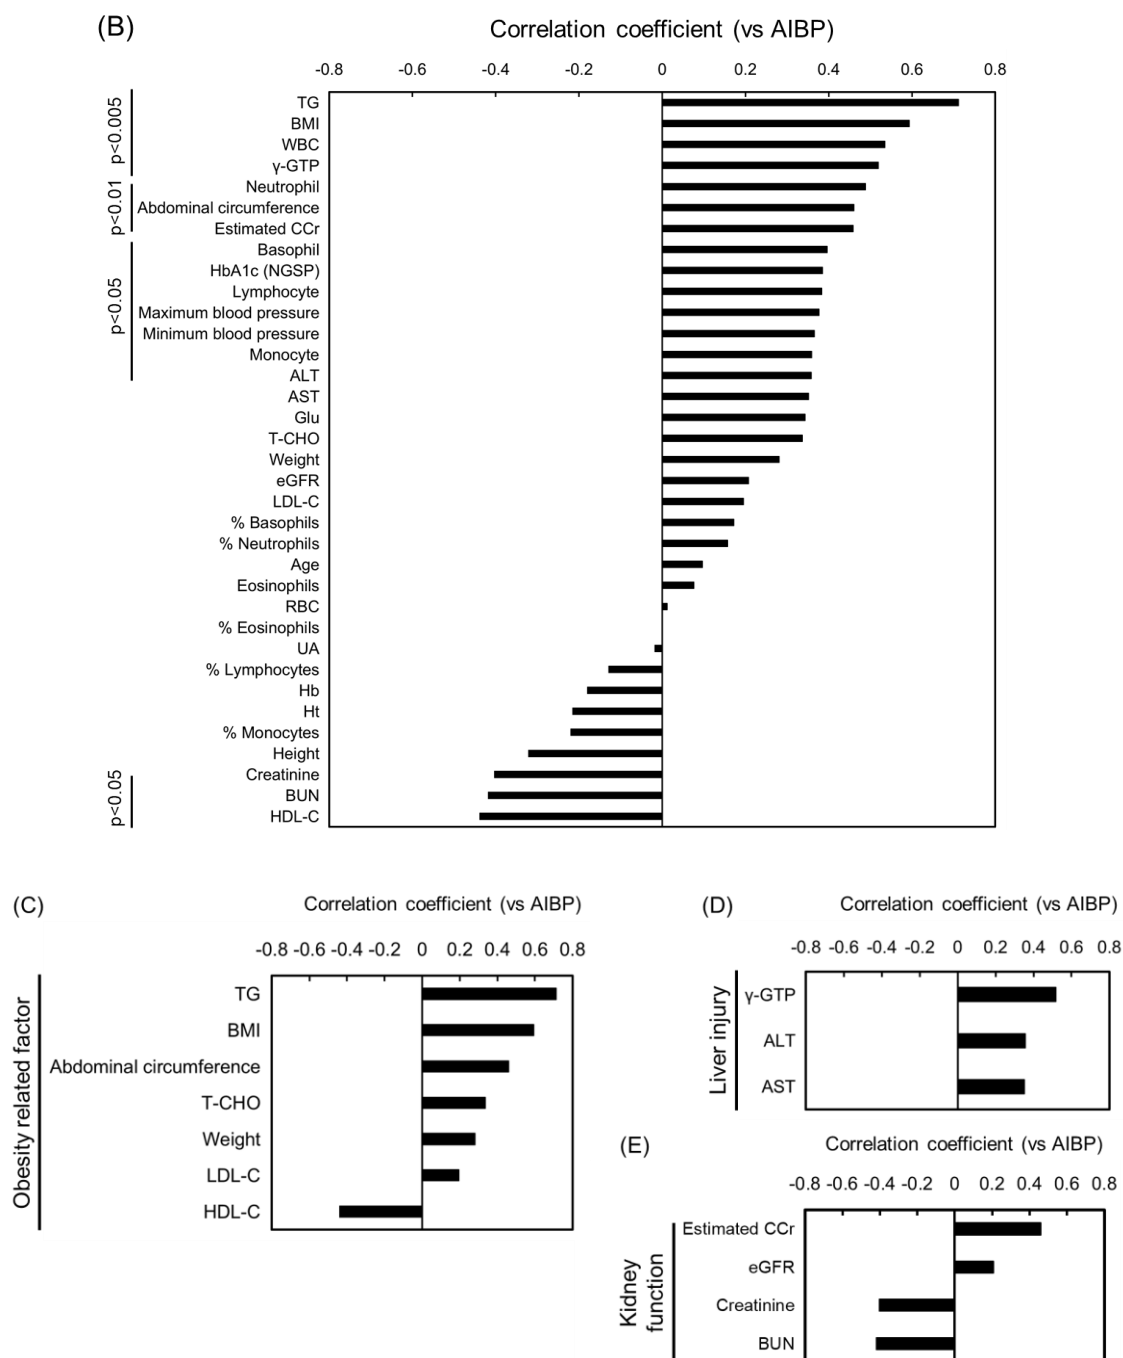 (B)
Correlation coefficient (vs AIBP)
-0.8 -0.6 -0.4 -0.2 0 0.2 0.4 0.6 0.8
p<0.005
TG
BMI
WBC
γ-GTP
p<0.01
Neutrophil
Abdominal circumference
Estimated CCr
p<0.05
Basophil
HbA1c (NGSP)
Lymphocyte
Maximum blood pressure
Minimum blood pressure
Monocyte
ALT
AST
Glu
T-CHO
Weight
eGFR
LDL-C
% Basophils
% Neutrophils
Age
Eosinophils
RBC
% Eosinophils
UA
% Lymphocytes
Hb
Ht
% Monocytes
Height
p<0.05
Creatinine
BUN
HDL-C
(C)
Correlation coefficient (vs AIBP)
-0.8 -0.6 -0.4 -0.2 0 0.2 0.4 0.6 0.8
Obesity related factor
TG
BMI
Abdominal circumference
T-CHO
Weight
LDL-C
HDL-C
(D)
Correlation coefficient (vs AIBP)
-0.8 -0.6 -0.4 -0.2 0 0.2 0.4 0.6 0.8
Liver injury
γ-GTP
ALT
AST
(E)
Correlation coefficient (vs AIBP)
-0.8 -0.6 -0.4 -0.2 0 0.2 0.4 0.6 0.8
Kidney
function
Estimated CCr
eGFR
Creatinine
BUN